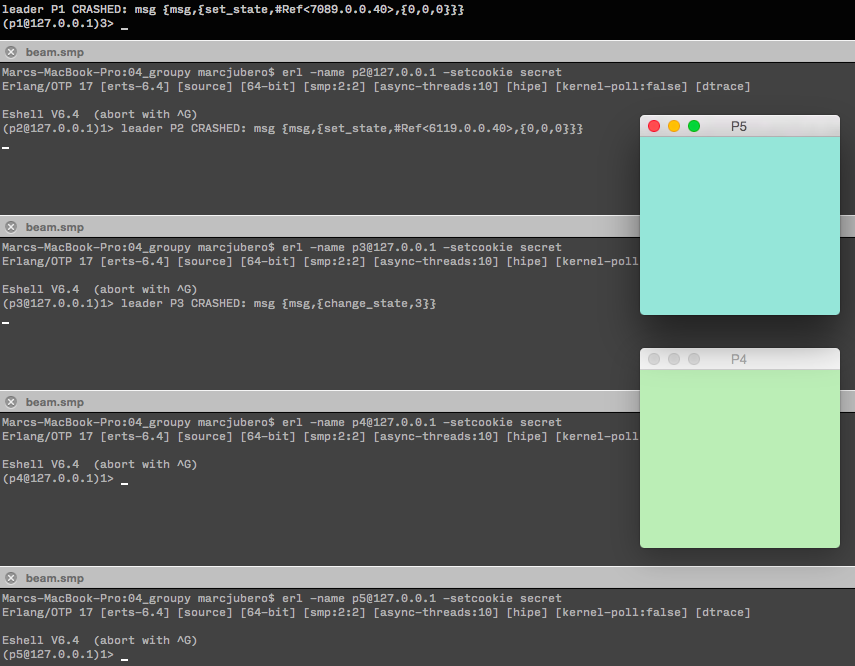 leader P1 CRASHED: msg {msg,{set_state,#Ref<7089.0.0.40>,{0,0,0}}}
(p1@127.0.0.1)3>
beam.smp
Marcs-MacBook-Pro:04_groupy marcjubero$ erl -name p2@127.0.0.1 -setcookie secret
Erlang/OTP 17 [erts-6.4] [source] [64-bit] [smp:2:2] [async-threads:10] [hipe] [kernel-poll:false] [dtrace]
Eshell V6.4  (abort with ^G)
(p2@127.0.0.1)1> leader P2 CRASHED: msg {msg,{set_state,#Ref<6119.0.0.40>,{0,0,0}}}
P5
beam.smp
Marcs-MacBook-Pro:04_groupy marcjubero$ erl -name p3@127.0.0.1 -setcookie secret
Erlang/OTP 17 [erts-6.4] [source] [64-bit] [smp:2:2] [async-threads:10] [hipe] [kernel-poll
Eshell V6.4  (abort with ^G)
(p3@127.0.0.1)1> leader P3 CRASHED: msg {msg,{change_state,3}}
P4
beam.smp
Marcs-MacBook-Pro:04_groupy marcjubero$ erl -name p4@127.0.0.1 -setcookie secret
Erlang/OTP 17 [erts-6.4] [source] [64-bit] [smp:2:2] [async-threads:10] [hipe] [kernel-poll
Eshell V6.4  (abort with ^G)
(p4@127.0.0.1)1>
beam.smp
Marcs-MacBook-Pro:04_groupy marcjubero$ erl -name p5@127.0.0.1 -setcookie secret
Erlang/OTP 17 [erts-6.4] [source] [64-bit] [smp:2:2] [async-threads:10] [hipe] [kernel-poll:false] [dtrace]
Eshell V6.4  (abort with ^G)
(p5@127.0.0.1)1>